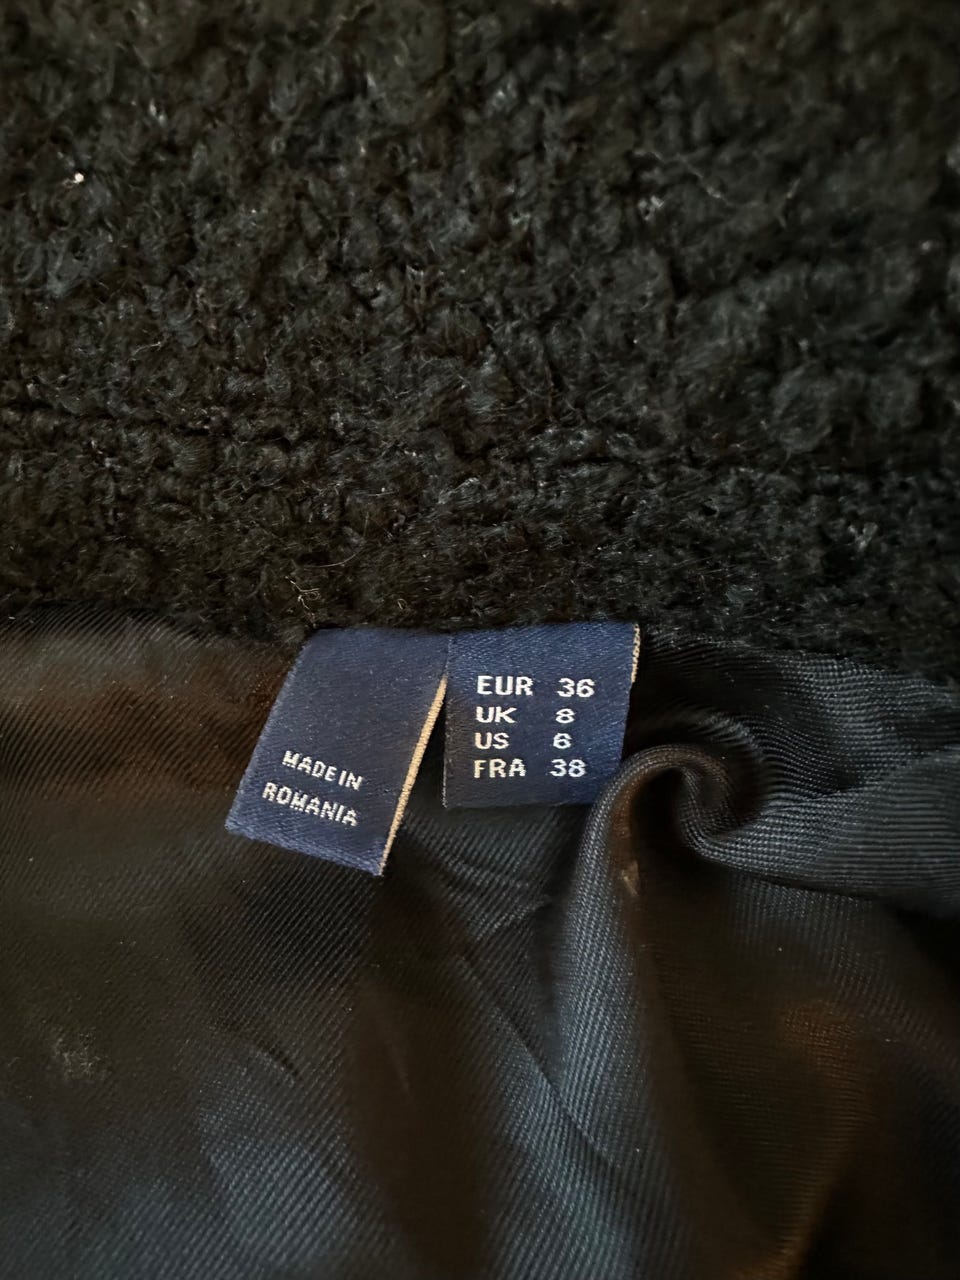 MADE IN
ROMANIA
EUR 36
UK 8
US 6
FRA 38